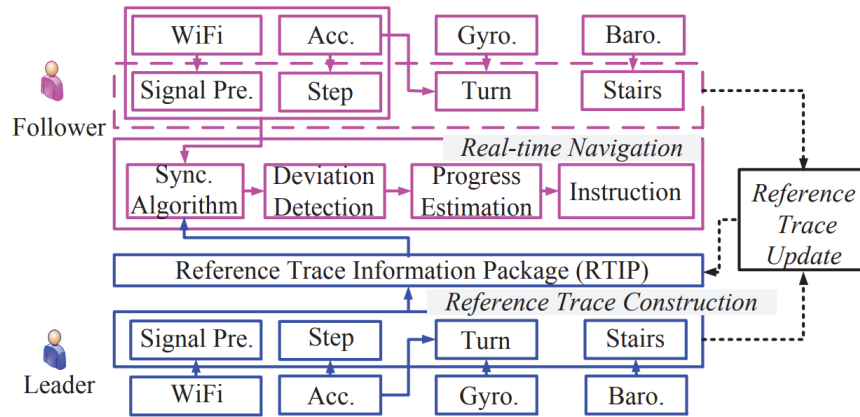 WiFi
Acc.
Gyro.
Baro.
Signal Pre.
Step
Turn
Stairs
Follower
Real-time Navigation
Sync.
Algorithm
Deviation
Detection
Progress
Estimation
Instruction
Reference
Trace
Update
Reference Trace Information Package (RTIP)
Reference Trace Construction
Signal Pre.
Step
Turn
Stairs
Leader
WiFi
Acc.
Gyro.
Baro.